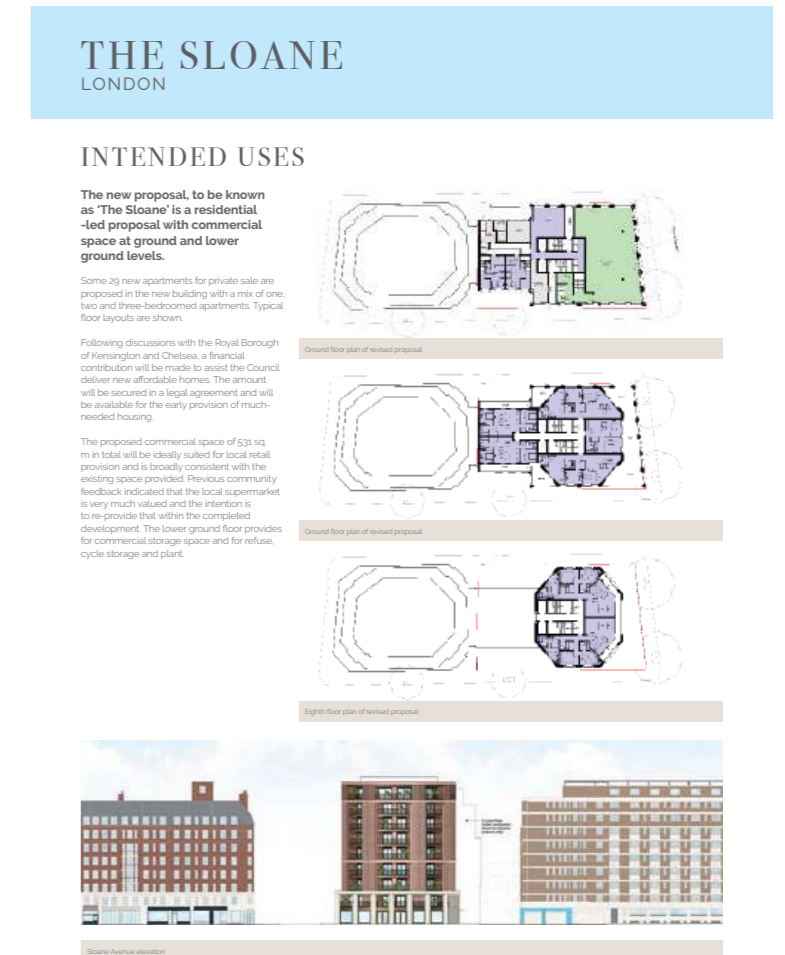 THE SLOANE
LONDON
INTENDED USES
The new proposal, to be known
as ‘The Sloane’ is a residential
-led proposal with commercial
space at ground and lower
ground levels.
Some 29 new apartments for private sale are
proposed in the new building with a mix of one,
two and three-bedroomed apartments. Typical
floor layouts are shown.
Following discussions with the Royal Borough
of Kensington and Chelsea, a financial
contribution will be made to assist the Council
deliver new affordable homes. The amount
will be secured in a legal agreement and will
be available for the early provision of much-
needed housing.
The proposed commercial space of 531 sq
m in total will be ideally suited for local retail
provision and is broadly consistent with the
existing space provided. Previous community
feedback indicated that the local supermarket
is very much valued and the intention is
to re-provide that within the completed
development. The lower ground floor provides
for commercial storage space and for refuse,
cycle storage and plant.
Ground floor plan of revised proposal
Ground floor plan of revised proposal
Eighth floor plan of revised proposal
Sloane Avenue elevation